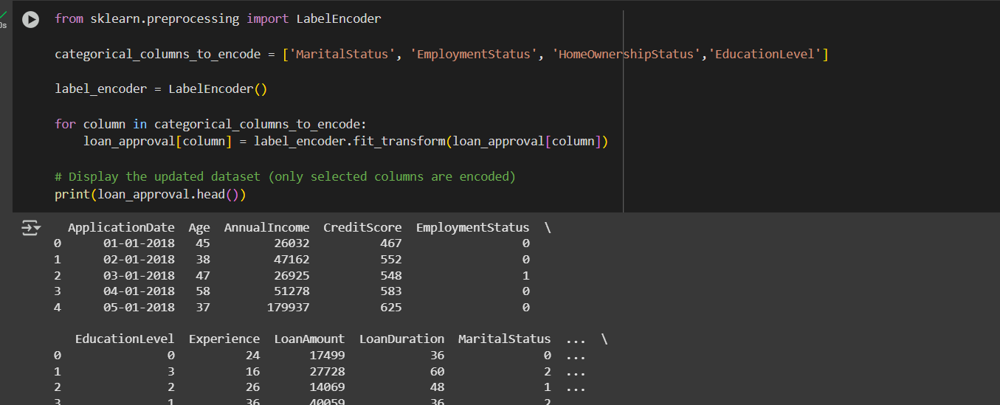 from sklearn.preprocessing import LabelEncoder
categorical_columns_to_encode = ['MaritalStatus', 'EmploymentStatus', 'HomeOwnershipStatus','EducationLevel']
label_encoder = LabelEncoder()
for column in categorical_columns_to_encode:
    loan_approval[column] = label_encoder.fit_transform(loan_approval[column])
# Display the updated dataset (only selected columns are encoded)
print(loan_approval.head())
0s
  ApplicationDate  Age  AnnualIncome  CreditScore  EmploymentStatus  \
0      01-01-2018   45         26032          467                 0
1      02-01-2018   38         47162          552                 0
2      03-01-2018   47         26925          548                 1
3      04-01-2018   58         51278          583                 0
4      05-01-2018   37        179937          625                 0
   EducationLevel  Experience  LoanAmount  LoanDuration  MaritalStatus  ...  \
0               0          24       17499            36              0  ...
1               3          16       27728            60              2  ...
2               2          26       14069            48              1  ...
3               1          36       40059            36              2